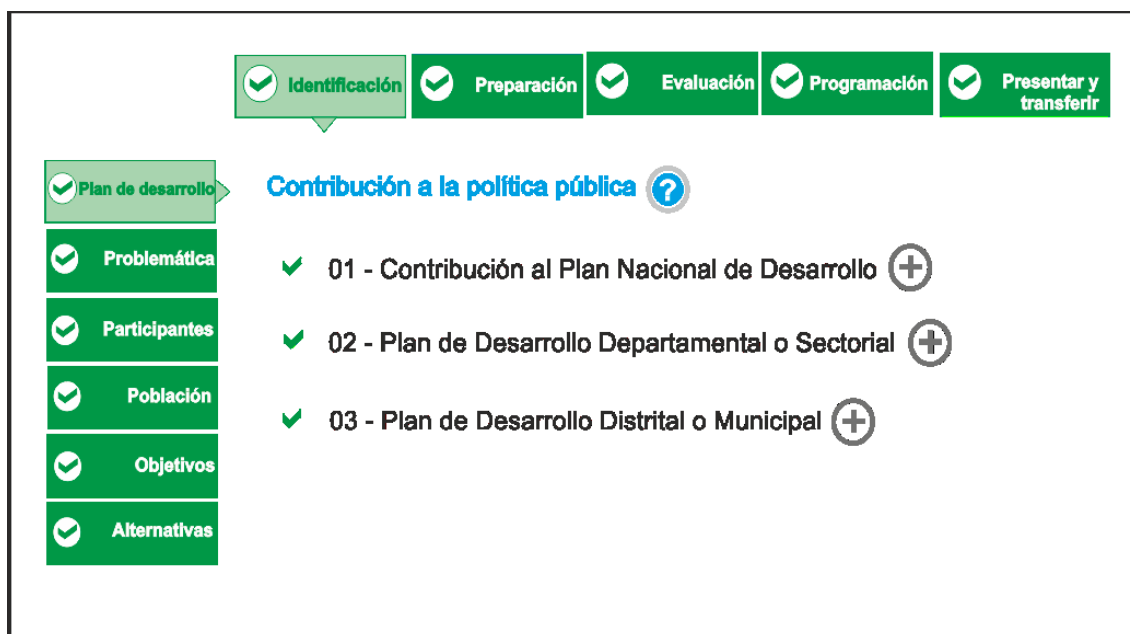 Identificación
Preparación
Evaluación
Programación
Presentar y
transferir
Plan de desarrollo
Contribución a la política pública ?
Problemática
01 - Contribución al Plan Nacional de Desarrollo
Participantes
02 - Plan de Desarrollo Departamental o Sectorial
Población
03 - Plan de Desarrollo Distrital o Municipal
Objetivos
Alternativas